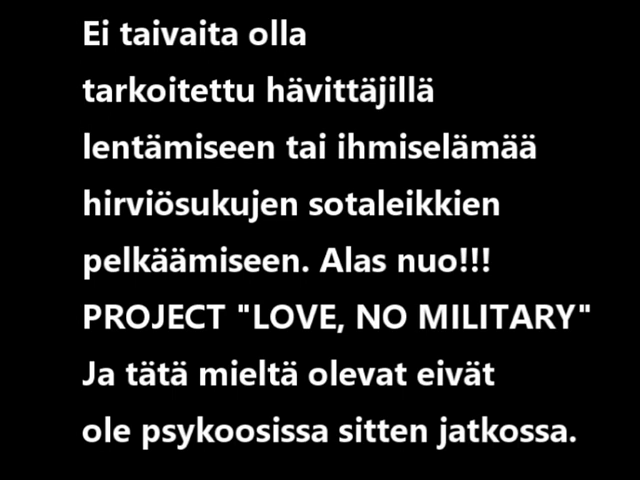 Ei taivaita olla
tarkoitettu hävittäjillä
lentämiseen tai ihmiselämää
hirviösukujen sotaleikkien
pelkäämiseen. Alas nuo!!!
PROJECT "LOVE, NO MILITARY"
Ja tätä mieltä olevat eivät
ole psykoosissa sitten jatkossa.